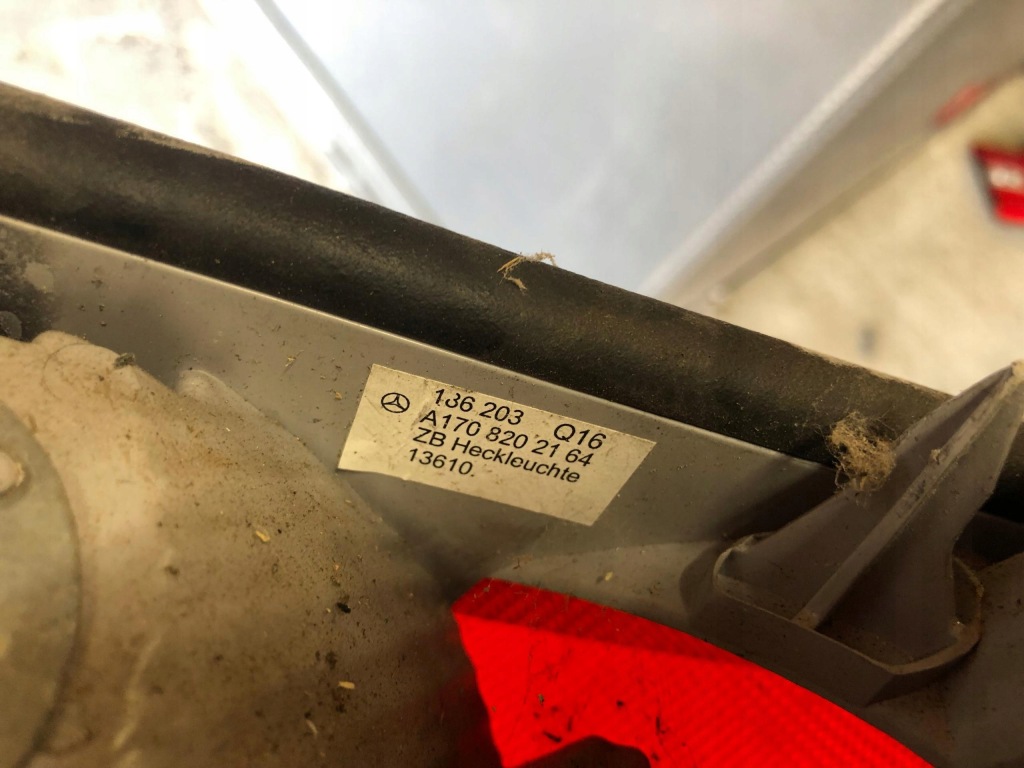 136 203 Q16
A170 820 21 64
ZB Heckleuchte
13610.